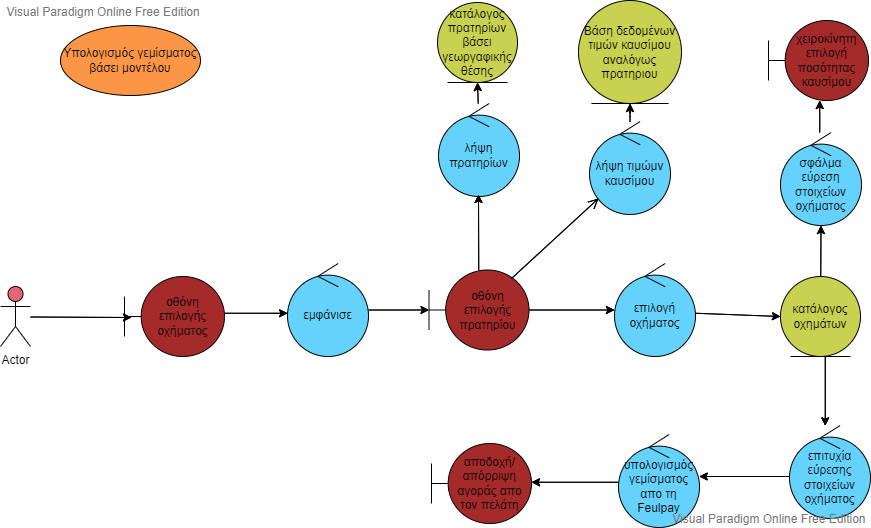 Visual Paradigm Online Free Edition
Υπολογισμός γεμίσματος
βάσει μοντέλου
κατάλογος
πρατηρίων
βάσει
γεωγραφικής
θέσης
Βάση δεδομένων
τιμών καυσίμου
αναλόγως
πρατηριου
χειροκίνητη
επιλογή
ποσότητας
καυσίμου
λήψη
πρατηρίων
λήψη τιμώμν
καυσίμου
σφάλμα
εύρεση
στοιχείων
οχήματος
Actor
οθόνη
επιλογής
οχήματος
εμφάνισε
οθόνη
επιλογής
πρατηρίου
επιλογή
οχήματος
κατάλογος
οχημάτων
αποδοχή/
απόρριψη
αγοράς απο
τον πελάτη
υπολογισμός
γεμίσματος
απο τη
Feulpay
επιτυχία
εύρεσης
στοιχείων
οχήματος
Visual Paradigm Online Free Edition